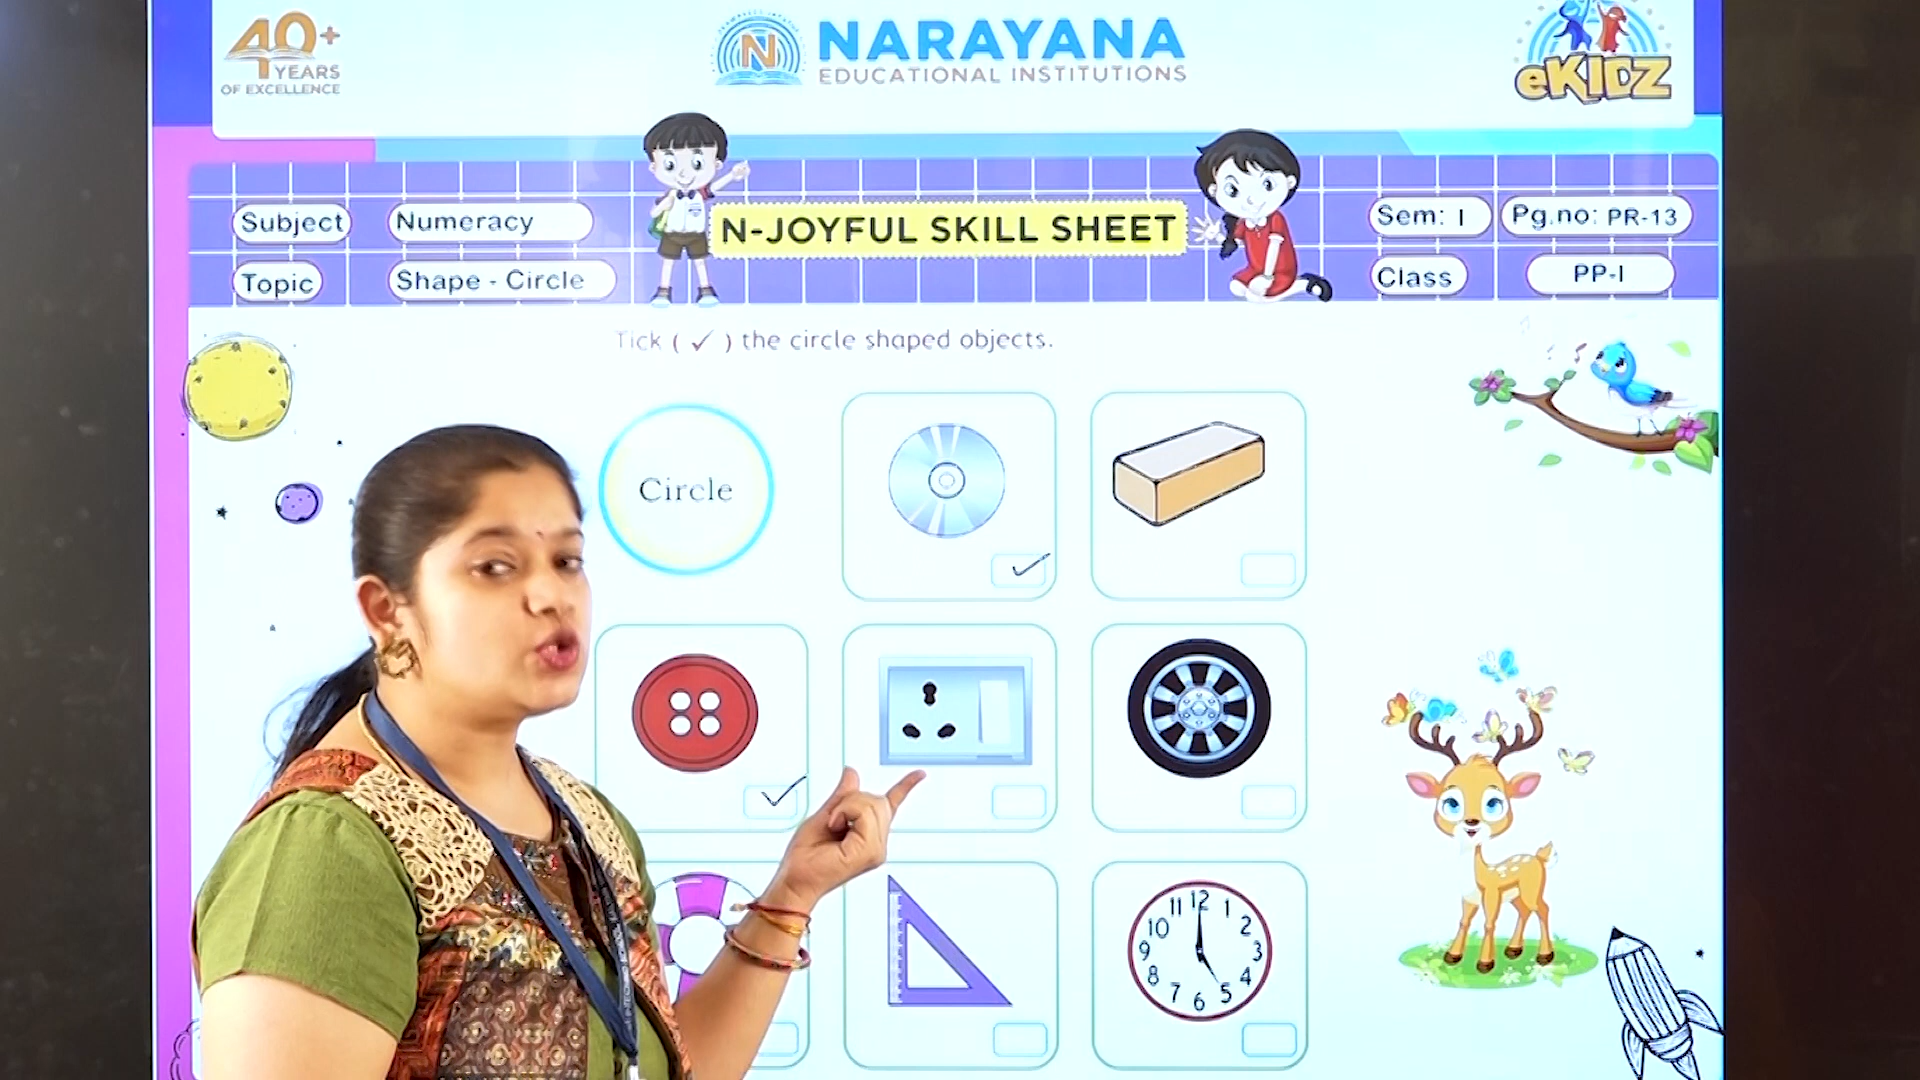 40+
YEARS
OF EXCELLENCE
N
NARAYANA
EDUCATIONAL INSTITUTIONS
eKIDZ
Subject Numeracy
Topic Shape - Circle
N-JOYFUL SKILL SHEET
Sem: I Pg.no: PR-13
Class PP-I
Tick ( ✓ ) the circle shaped objects.
Circle
12 1 2 3 4 5 6 7 8 9 10 11